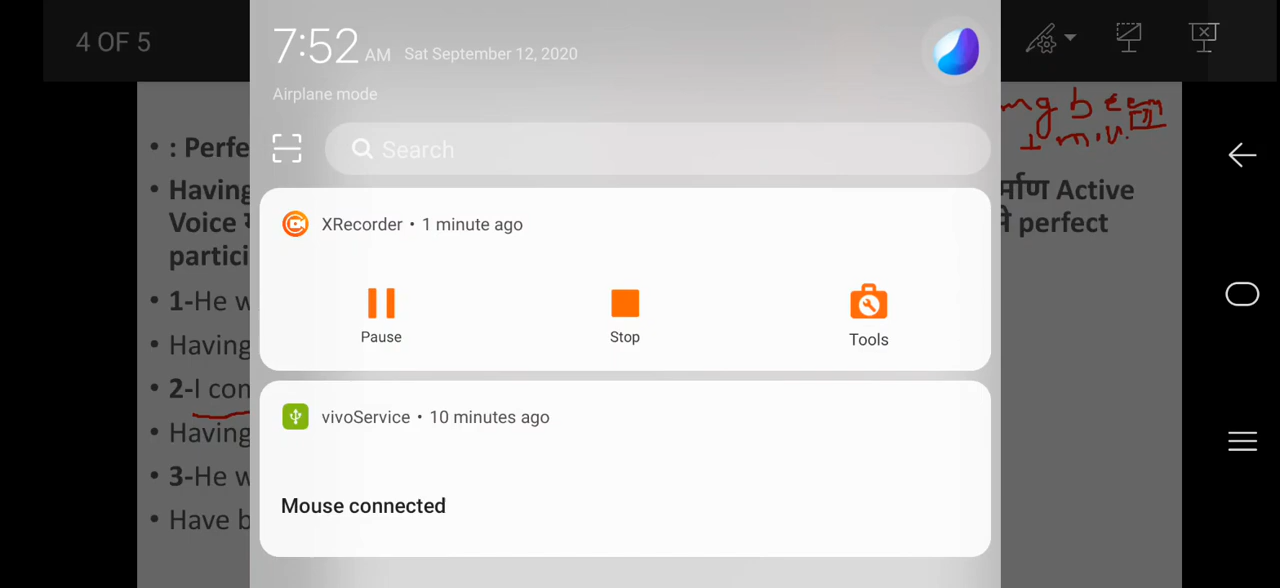 4 OF 5
7:52 AM Sat September 12, 2020
Airplane mode
Search
XRecorder • 1 minute ago
Pause Stop Tools
vivoService • 10 minutes ago
Mouse connected
• : Perfe
• Having Active
Voice perfect
partici
• 1-He w
• Having
• 2-I con
• Having
• 3-He w
• Have b